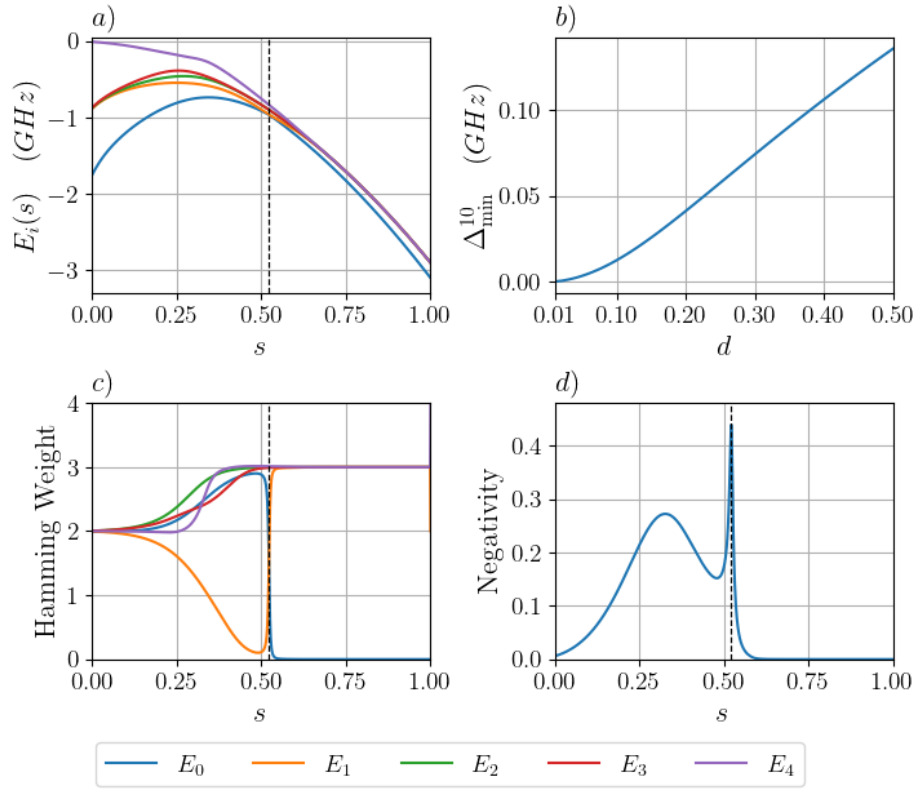 a)
E_i(s) (GHz)
0
−1
−2
−3
0.00 0.25 0.50 0.75 1.00
s
b)
Δ_min^10 (GHz)
0.10
0.05
0.00
0.01 0.10 0.20 0.30 0.40 0.50
d
c)
Hamming Weight
4
3
2
1
0
0.00 0.25 0.50 0.75 1.00
s
d)
Negativity
0.4
0.3
0.2
0.1
0.0
0.00 0.25 0.50 0.75 1.00
s
E_0 E_1 E_2 E_3 E_4